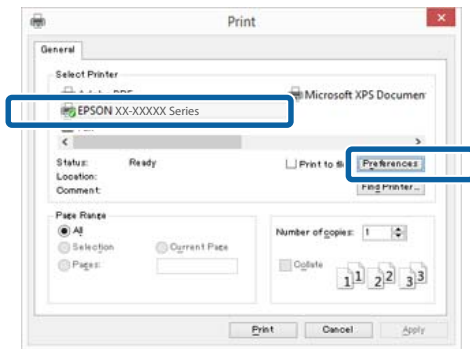 Print
General
Select Printer
Microsoft XPS Documen
EPSON XX-XXXXX Series
Status: Ready
Print to
Preferences
Location:
Comment:
Find Printer...
Page Range
All
Selection Current Page
Pages:
Number of copies: 1
Collate
1 1 2 2 3 3
Print Cancel Apply